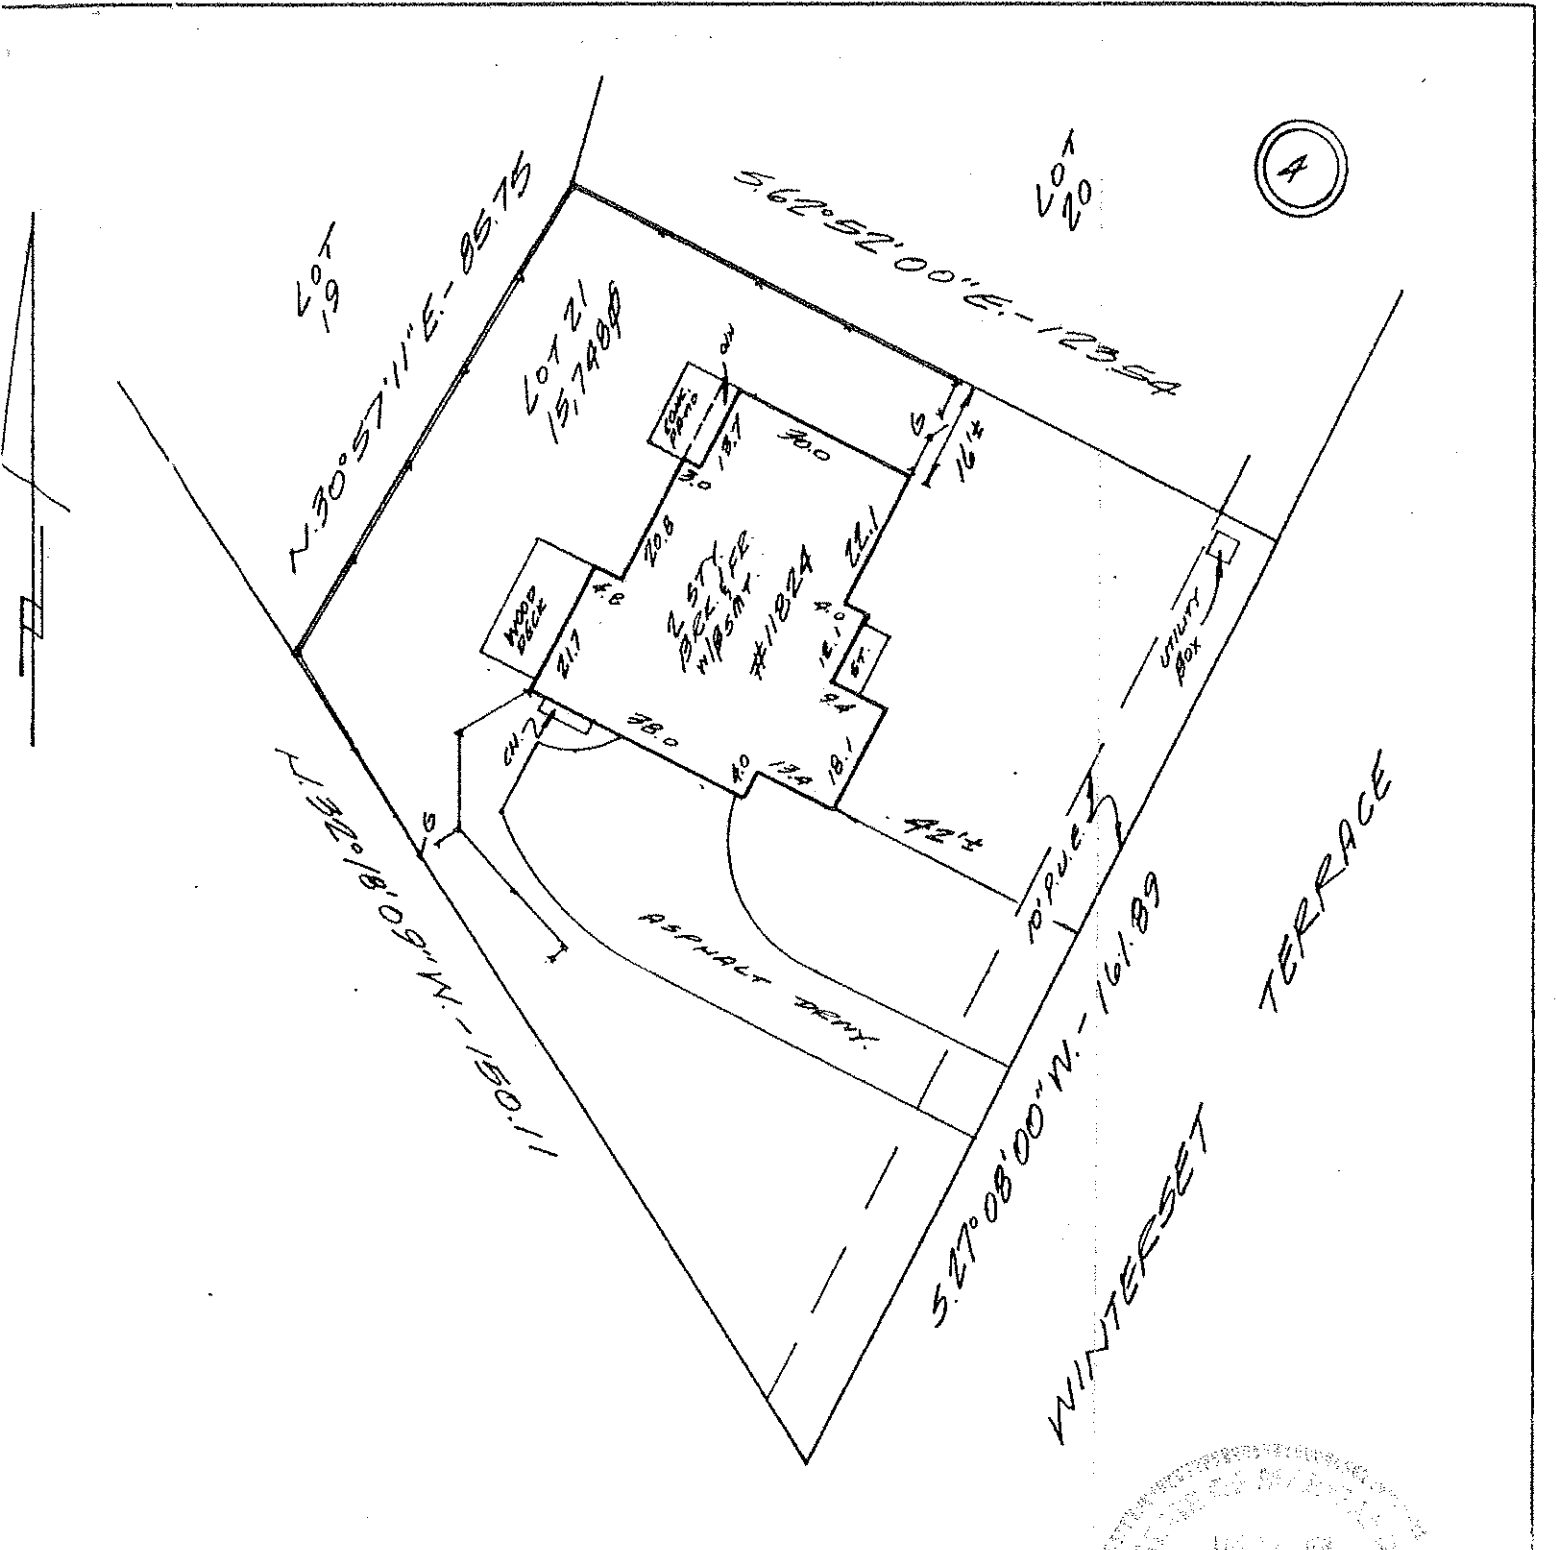 LOT
20
4
S.62°52'00"E.-123.54
LOT
19
N.30°57'11"E.-85.75
LOT 21
15,748
CONC.
PATIO
O/H
13.7
30.0
3.0
6
16'±
20.8
22.1
4.8
WOOD
DECK
21.7
2 STY.
BRK. & FR.
W/BSMT
#11824
4.0
12.1
ST.
9.4
18.1
UTILITY
BOX
CH.
38.0
4.0
13.4
42'±
10' P.U.E.
6
N.32°18'09"W.-150.11
ASPHALT DRWY.
S.27°08'00"W.-161.89
WINTERSET TERRACE